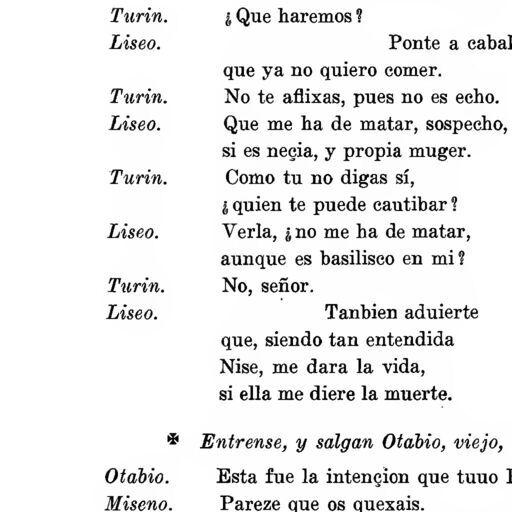 Turin. ¿Que haremos?
Liseo. Ponte a
que ya no quiero comer.
Turin. No te aflixas, pues no es echo.
Liseo. Que me ha de matar, sospecho,
si es neçia, y propia muger.
Turin. Como tu no digas sí,
¿quien te puede cautibar?
Liseo. Verla, ¿no me ha de matar,
aunque es basilisco en mi?
Turin. No, señor.
Liseo. Tanbien aduierte
que, siendo tan entendida
Nise, me dara la vida,
si ella me diere la muerte.
✠ Entrense, y salgan Otabio, viejo,
Otabio. Esta fue la intençion que tuuo
Miseno. Pareze que os quexais.